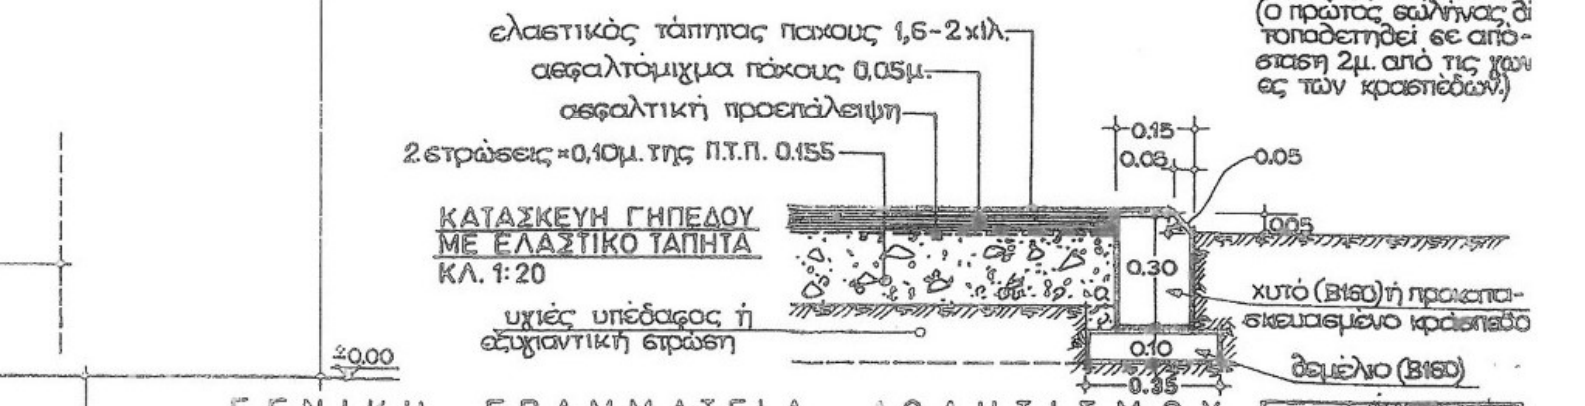 ελαστικός τάπητας παχους 1,6-2 χιλ.
ασφαλτόμιγμα πάχους 0,05μ.
ασφαλτική προεπάλειψη
2 στρώσεις × 0,10μ. της Π.Τ.Π. 0.155
ΚΑΤΑΣΚΕΥΗ ΓΗΠΕΔΟΥ
ΜΕ ΕΛΑΣΤΙΚΟ ΤΑΠΗΤΑ
ΚΛ. 1:20
υγιές υπέδαφος ή
εξυγιαντική στρώση
±0,00
(ο πρώτος σωλήνας
τοποθετηθεί σε από-
σταση 2μ. από τις γων
ες των κρασπέδων.)
0.15
0.05
0.05
0.05
0.30
χυτό (Β160) ή προκατα-
σκευασμένο κράσπεδο
0.10
θεμέλιο (Β160)
0.35